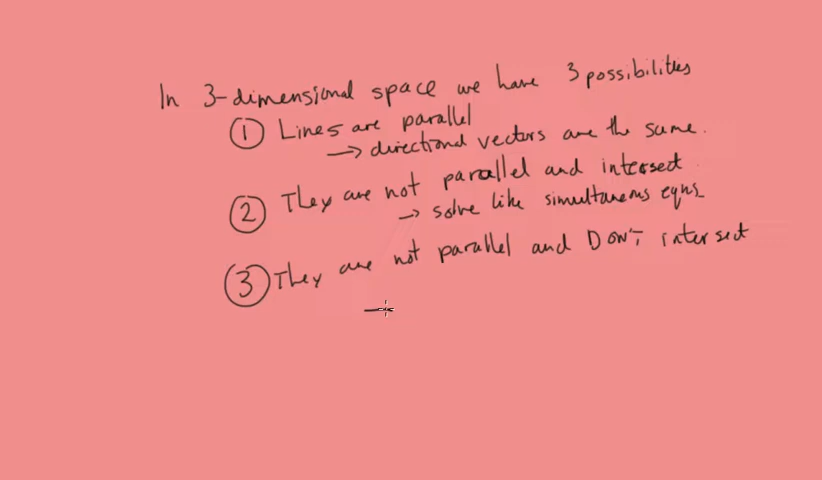 In 3-dimensional space we have 3 possibilities
① Lines are parallel
→ directional vectors are the same.
② They are not parallel and intersect.
→ solve like simultaneous eqns
③ They are not parallel and DON'T intersect